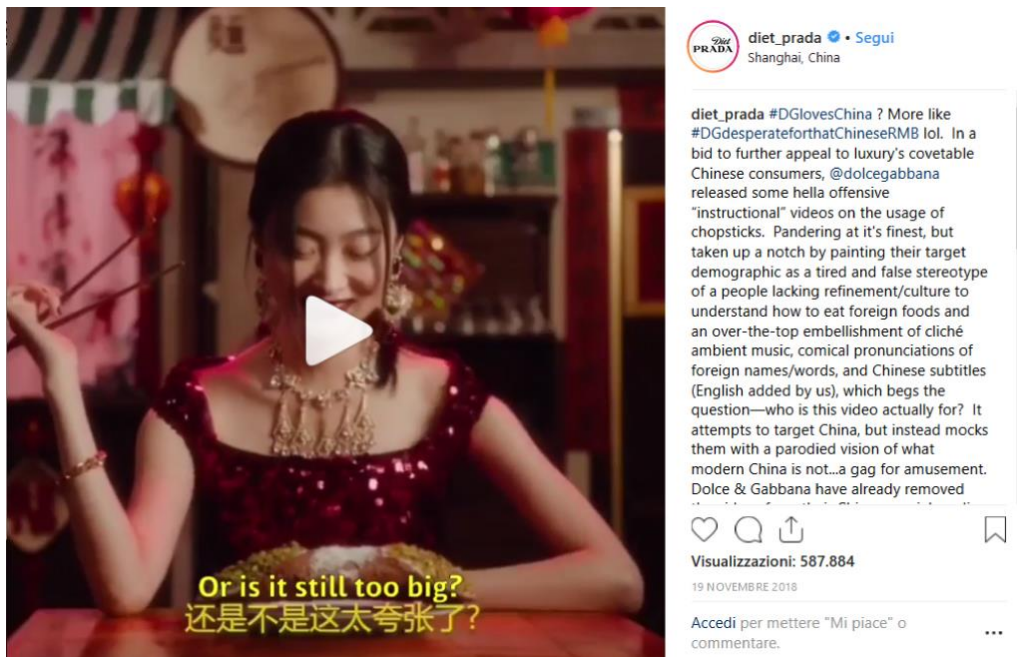 Or is it still too big?
还是不是这太夸张了?
Diet
PRADA
diet_prada • Segui
Shanghai, China
diet_prada #DGlovesChina ? More like
#DGdesperateforthatChineseRMB lol. In a
bid to further appeal to luxury's covetable
Chinese consumers, @dolcegabbana
released some hella offensive
“instructional” videos on the usage of
chopsticks. Pandering at it's finest, but
taken up a notch by painting their target
demographic as a tired and false stereotype
of a people lacking refinement/culture to
understand how to eat foreign foods and
an over-the-top embellishment of cliché
ambient music, comical pronunciations of
foreign names/words, and Chinese subtitles
(English added by us), which begs the
question—who is this video actually for? It
attempts to target China, but instead mocks
them with a parodied vision of what
modern China is not...a gag for amusement.
Dolce & Gabbana have already removed
Visualizzazioni: 587.884
19 NOVEMBRE 2018
Accedi per mettere "Mi piace" o
commentare.